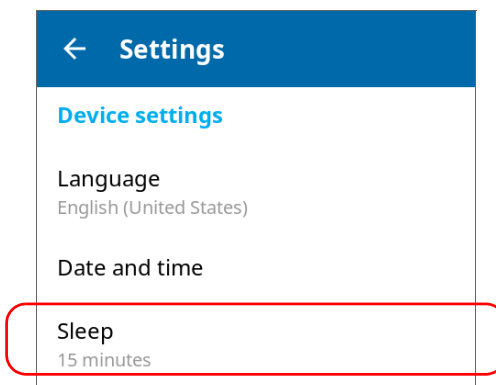 Settings
Device settings
Language
English (United States)
Date and time
Sleep
15 minutes